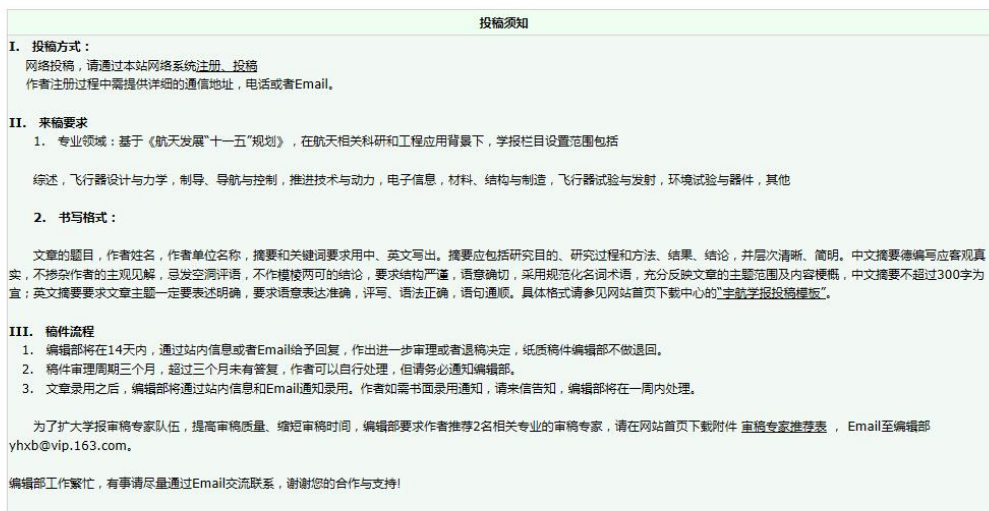 投稿须知
I. 投稿方式：
网络投稿，请通过本站网络系统注册、投稿
作者注册过程中需提供详细的通信地址，电话或者Email。
II. 来稿要求
1. 专业领域：基于《航天发展“十一五”规划》，在航天相关科研和工程应用背景下，学报栏目设置范围包括
综述，飞行器设计与力学，制导、导航与控制，推进技术与动力，电子信息，材料、结构与制造，飞行器试验与发射，环境试验与器件，其他
2. 书写格式：
文章的题目，作者姓名，作者单位名称，摘要和关键词要求用中、英文写出。摘要应包括研究目的、研究过程和方法、结果、结论，并层次清晰、简明。中文摘要德编写应客观真
实，不掺杂作者的主观见解，忌发空洞评语，不作模棱两可的结论，要求结构严谨，语意确切，采用规范化名词术语，充分反映文章的主题范围及内容梗概，中文摘要不超过300字为
宜；英文摘要要求文章主题一定要表述明确，要求语意表达准确，评写、语法正确，语句通顺。具体格式请参见网站首页下载中心的“宇航学报投稿模板”。
III. 稿件流程
1. 编辑部将在14天内，通过站内信息或者Email给予回复，作出进一步审理或者退稿决定，纸质稿件编辑部不做退回。
2. 稿件审理周期三个月，超过三个月未有答复，作者可以自行处理，但请务必通知编辑部。
3. 文章录用之后，编辑部将通过站内信息和Email通知录用。作者如需书面录用通知，请来信告知，编辑部将在一周内处理。
为了扩大学报审稿专家队伍，提高审稿质量、缩短审稿时间，编辑部要求作者推荐2名相关专业的审稿专家，请在网站首页下载附件 审稿专家推荐表 ， Email至编辑部
yhxb@vip.163.com。
编辑部工作繁忙，有事请尽量通过Email交流联系，谢谢您的合作与支持!